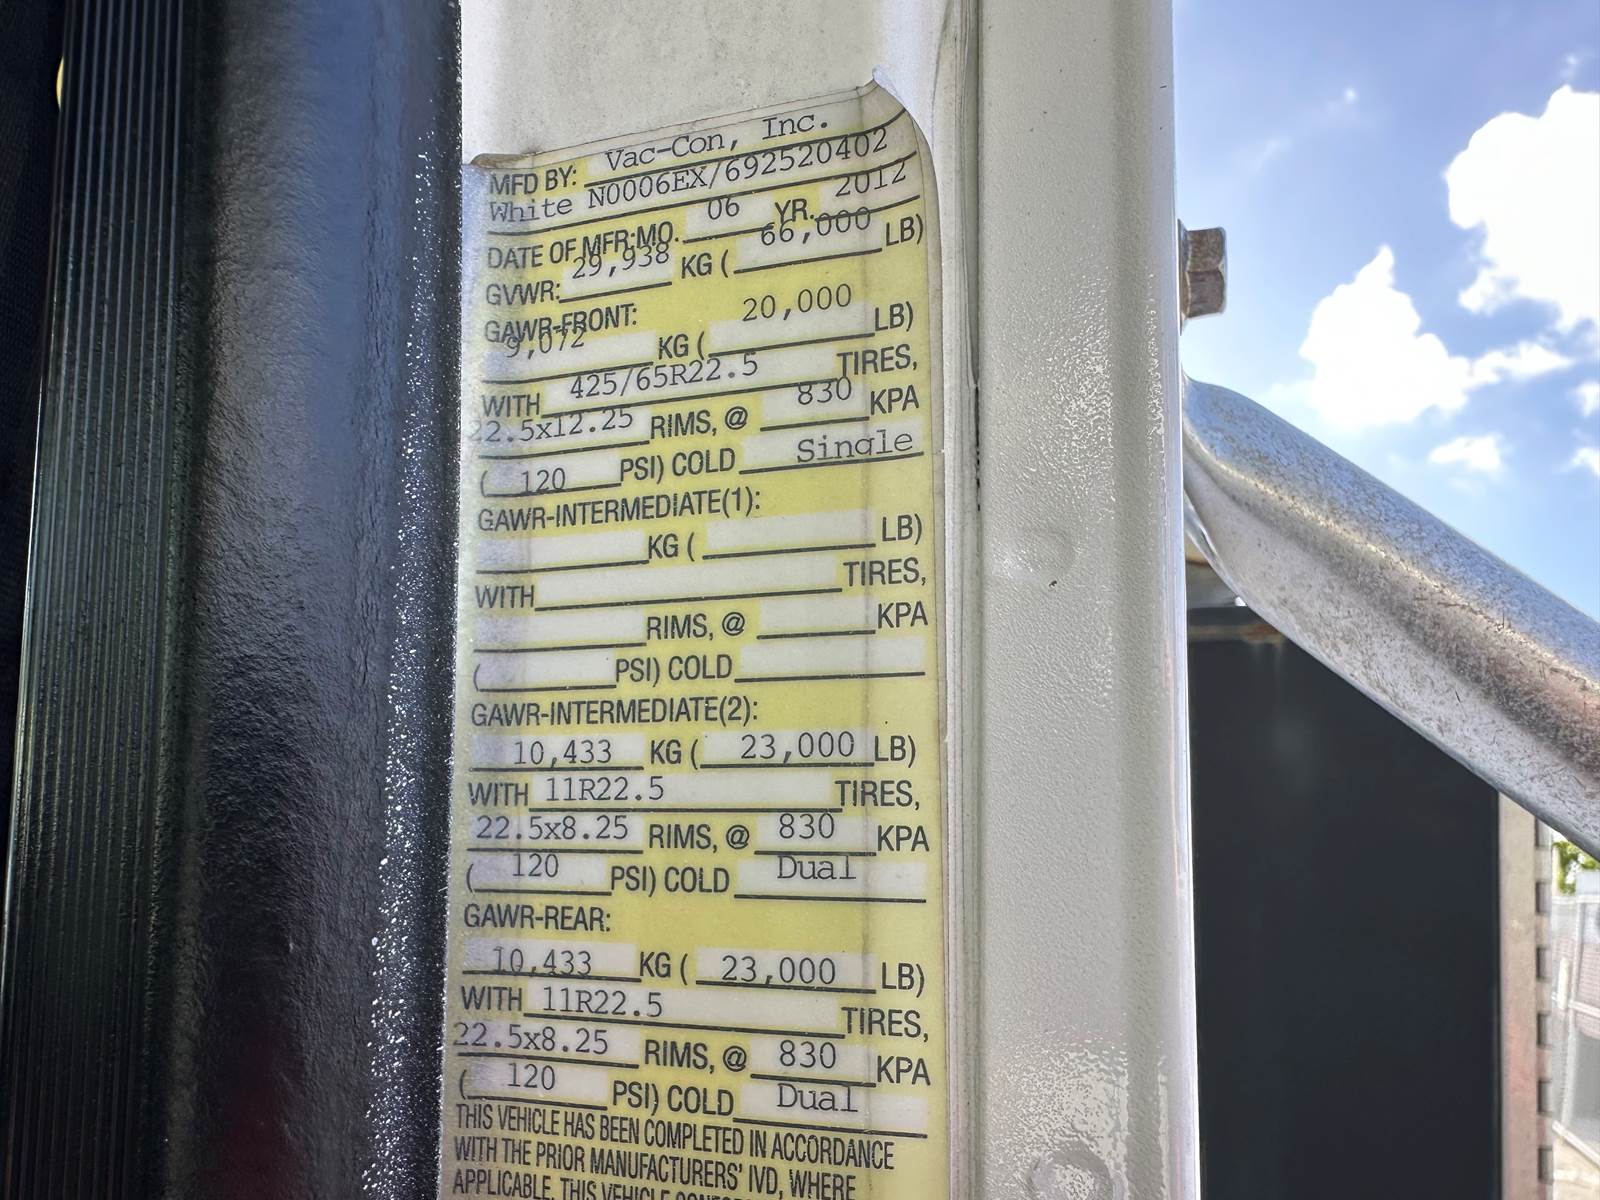 MFD BY: Vac-Con, Inc.
White N0006EX/692520402
DATE OF MFR:MO. 06 YR. 2012
GVWR: 29,938 KG ( 66,000 LB)
GAWR-FRONT:
9,072 KG ( 20,000 LB)
WITH 425/65R22.5 TIRES,
22.5x12.25 RIMS, @ 830 KPA
( 120 PSI) COLD Single
GAWR-INTERMEDIATE(1):
KG ( LB)
WITH TIRES,
RIMS, @ KPA
( PSI) COLD
GAWR-INTERMEDIATE(2):
10,433 KG ( 23,000 LB)
WITH 11R22.5 TIRES,
22.5x8.25 RIMS, @ 830 KPA
( 120 PSI) COLD Dual
GAWR-REAR:
10,433 KG ( 23,000 LB)
WITH 11R22.5 TIRES,
22.5x8.25 RIMS, @ 830 KPA
( 120 PSI) COLD Dual
THIS VEHICLE HAS BEEN COMPLETED IN ACCORDANCE
WITH THE PRIOR MANUFACTURERS' IVD, WHERE
APPLICABLE. THIS VEHICLE